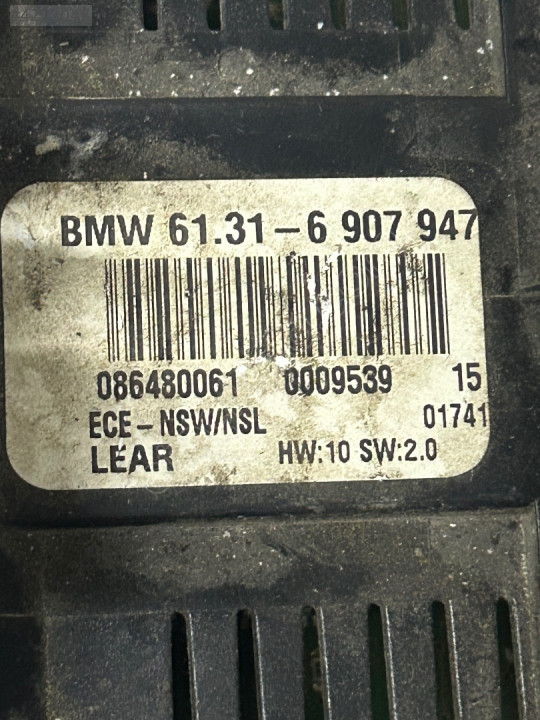 BMW 61.31-6 907 947
086480061 0009539 15
ECE-NSW/NSL 01741
LEAR HW:10 SW:2.0